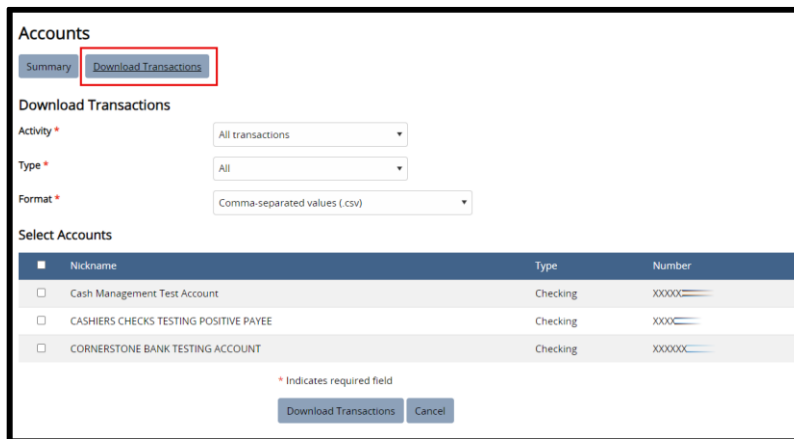 Accounts
Summary Download Transactions
Download Transactions
Activity * All transactions
Type * All
Format * Comma-separated values (.csv)
Select Accounts
Nickname Type Number
Cash Management Test Account Checking XXXXX
CASHIERS CHECKS TESTING POSITIVE PAYEE Checking XXXX
CORNERSTONE BANK TESTING ACCOUNT Checking XXXXXX
* Indicates required field
Download Transactions Cancel